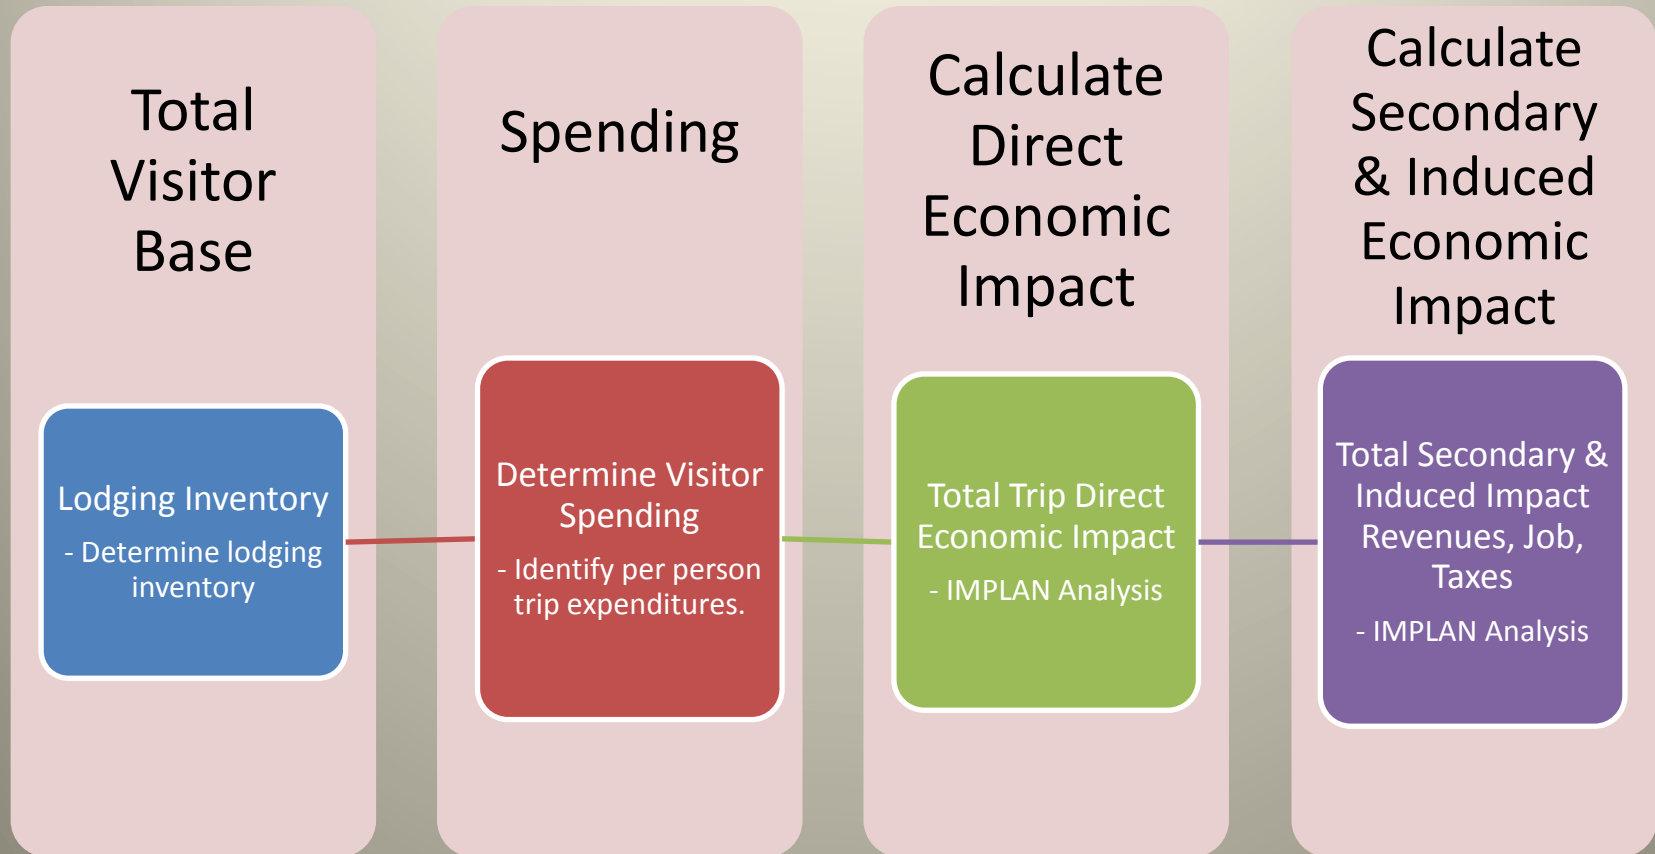 Total
Visitor
Base
Lodging Inventory
- Determine lodging
inventory
Spending
Determine Visitor
Spending
- Identify per person
trip expenditures.
Calculate
Direct
Economic
Impact
Total Trip Direct
Economic Impact
- IMPLAN Analysis
Calculate
Secondary
& Induced
Economic
Impact
Total Secondary &
Induced Impact
Revenues, Job,
Taxes
- IMPLAN Analysis